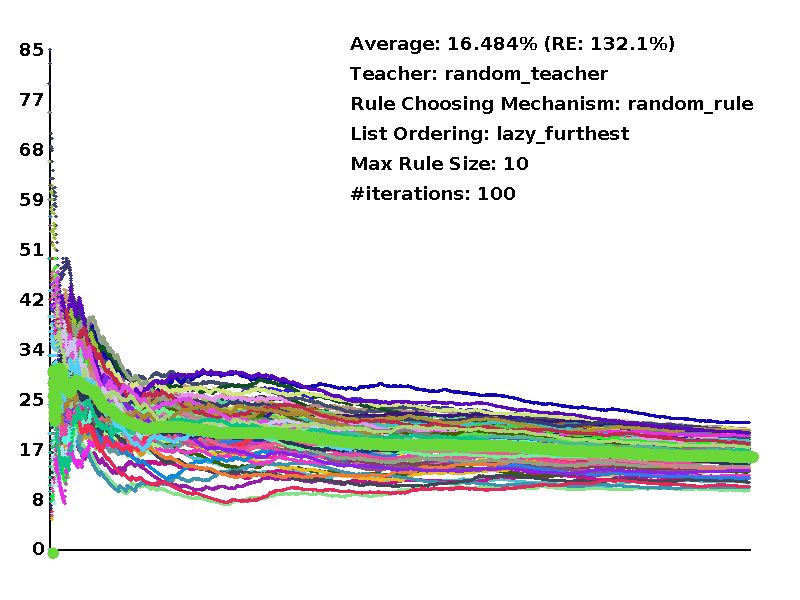 Average: 16.484% (RE: 132.1%)
Teacher: random_teacher
Rule Choosing Mechanism: random_rule
List Ordering: lazy_furthest
Max Rule Size: 10
#iterations: 100
85
77
68
59
51
42
34
25
17
8
0